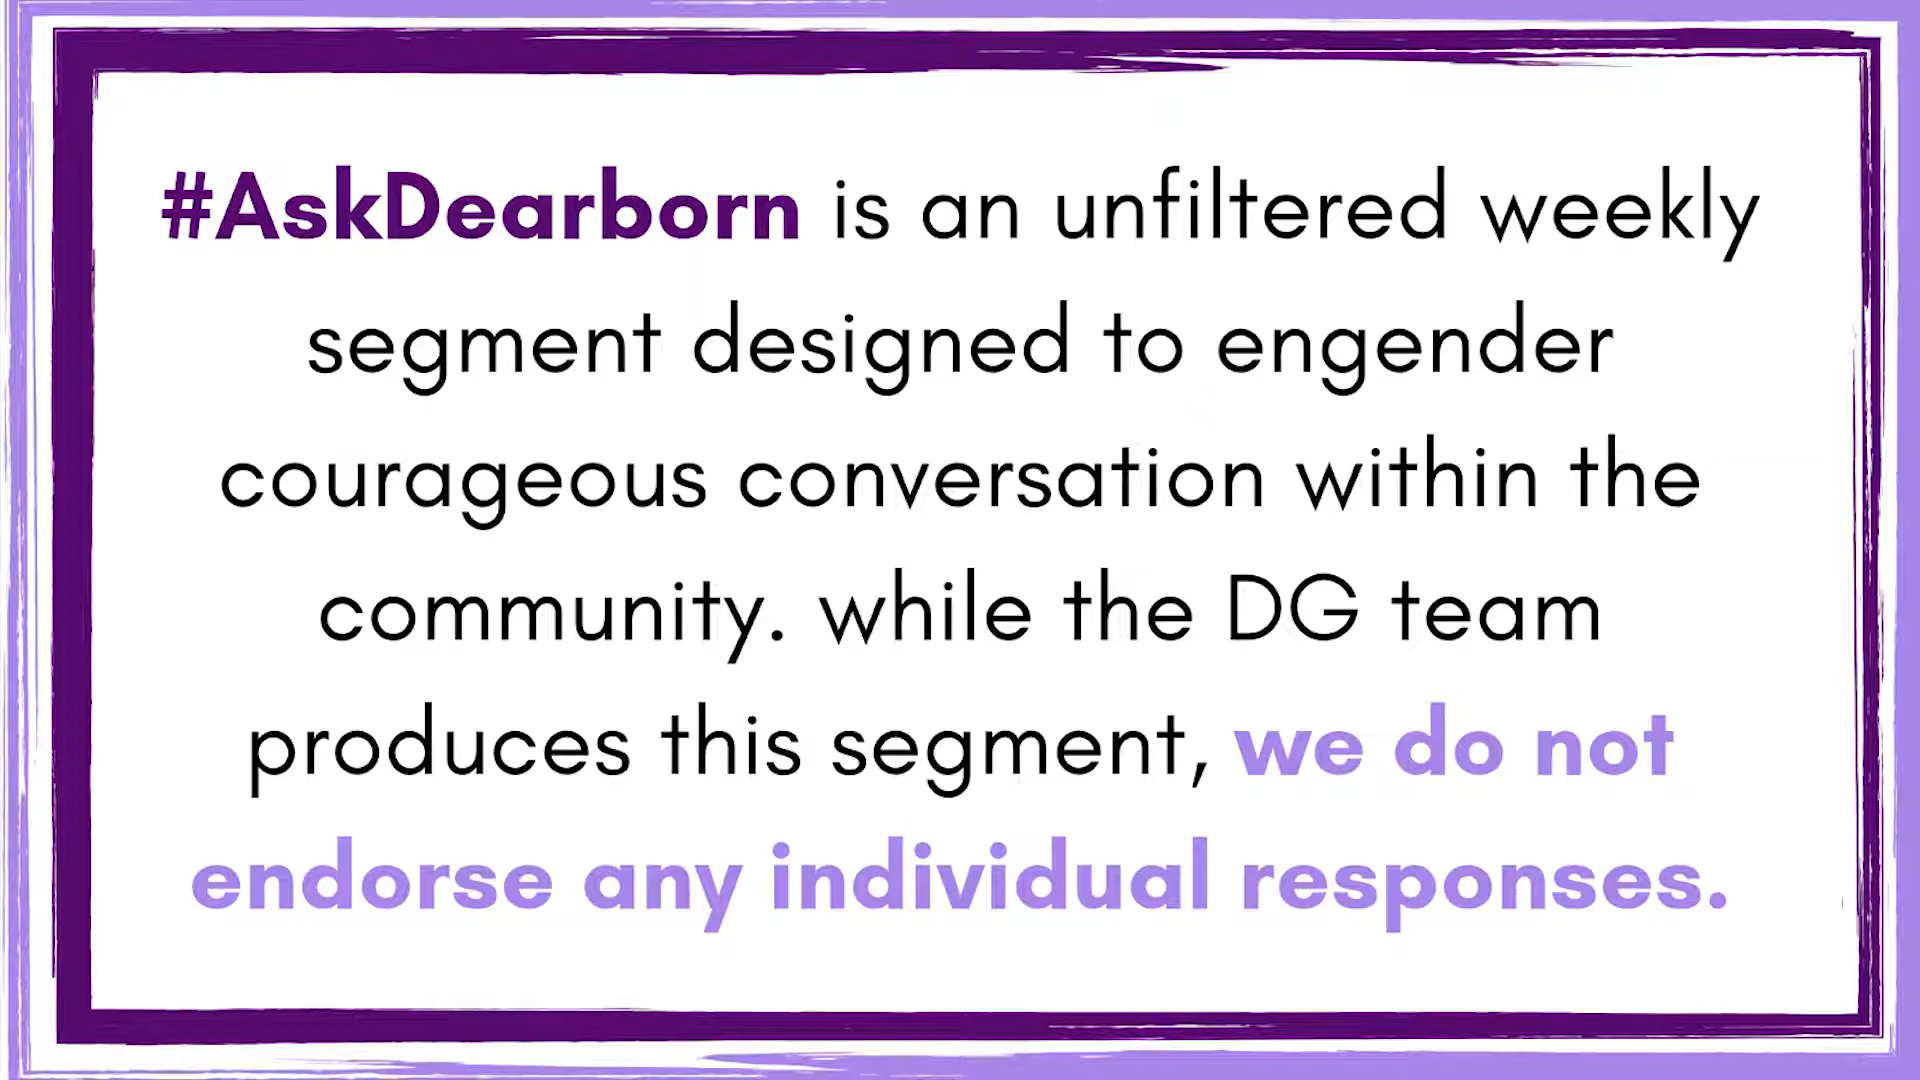 #AskDearborn is an unfiltered weekly
segment designed to engender
courageous conversation within the
community. while the DG team
produces this segment, we do not
endorse any individual responses.